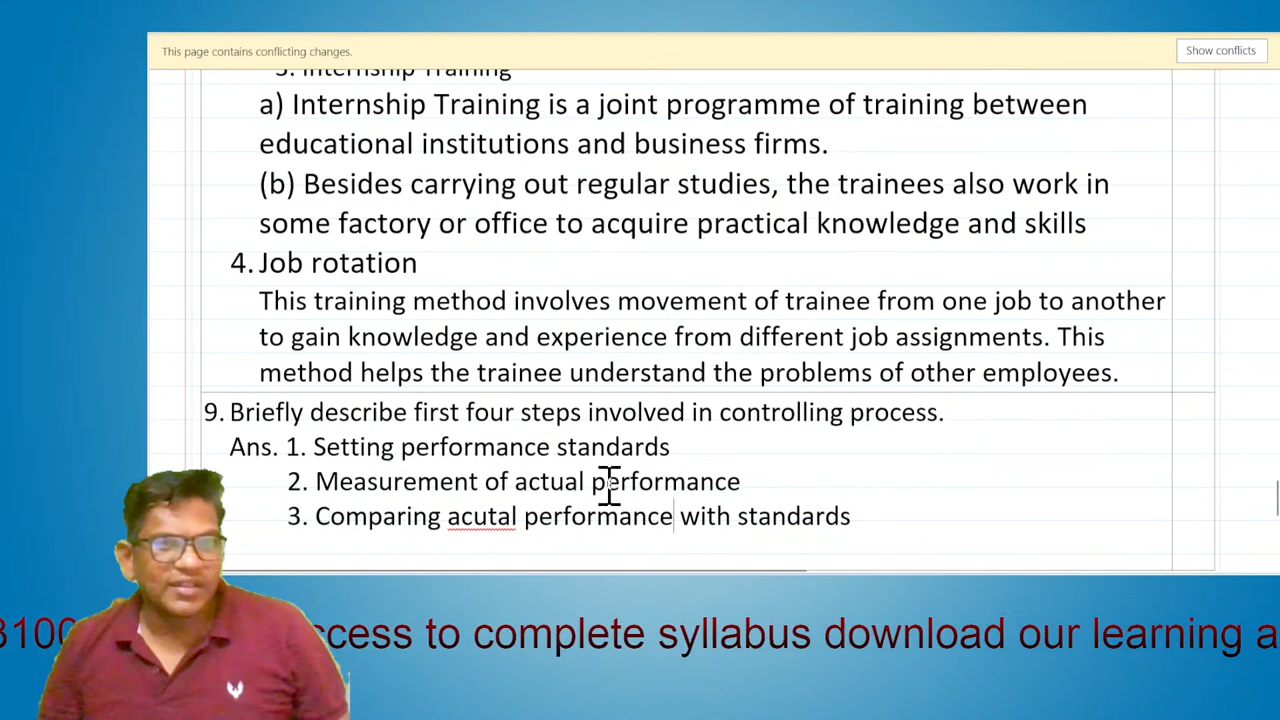 This page contains conflicting changes.
Show conflicts
3. Internship Training
a) Internship Training is a joint programme of training between
educational institutions and business firms.
(b) Besides carrying out regular studies, the trainees also work in
some factory or office to acquire practical knowledge and skills
4. Job rotation
This training method involves movement of trainee from one job to another
to gain knowledge and experience from different job assignments. This
method helps the trainee understand the problems of other employees.
9. Briefly describe first four steps involved in controlling process.
Ans. 1. Setting performance standards
2. Measurement of actual performance
3. Comparing acutal performance with standards
to complete syllabus download our learning